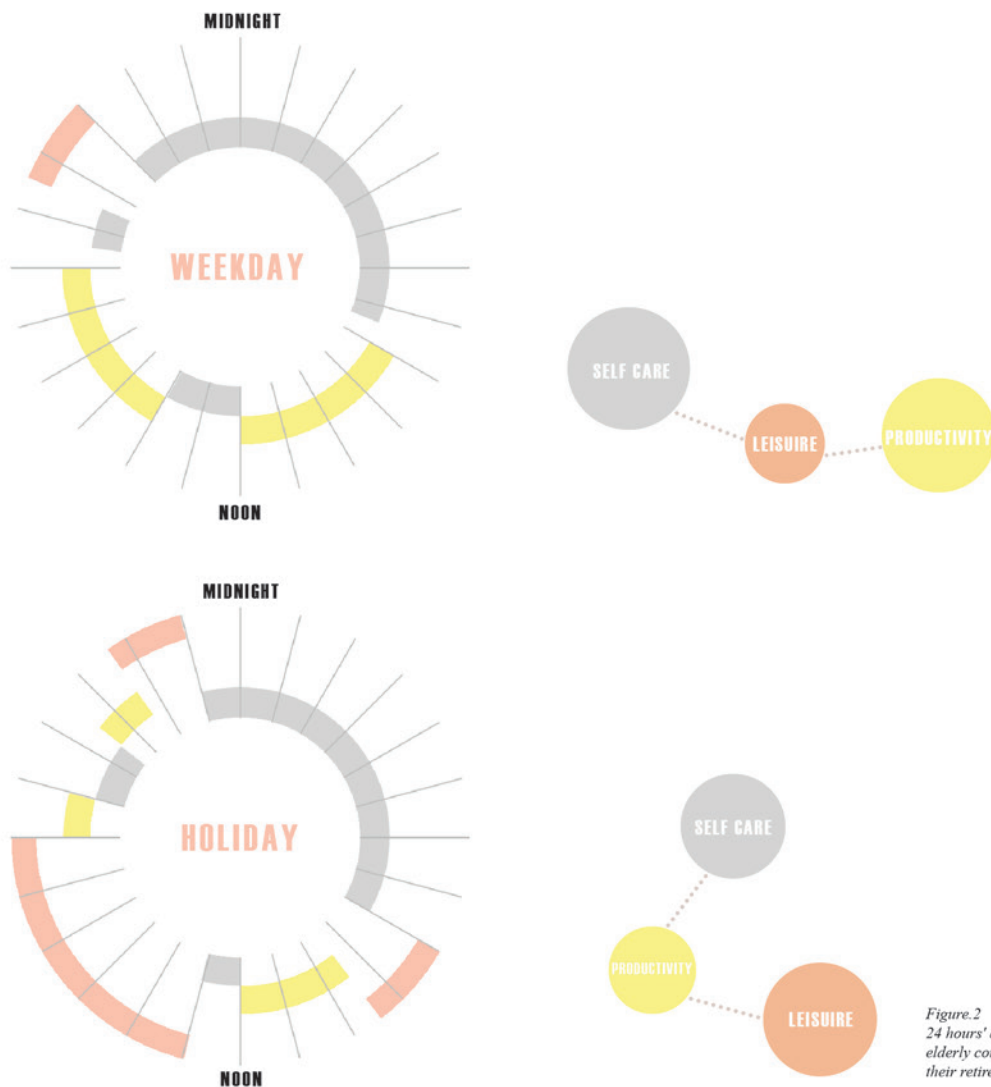 MIDNIGHT
WEEKDAY
NOON
SELF CARE
LEISUIRE
PRODUCTIVITY
MIDNIGHT
HOLIDAY
NOON
SELF CARE
PRODUCTIVITY
LEISUIRE
Figure.2
24 hours'
elderly
their retire